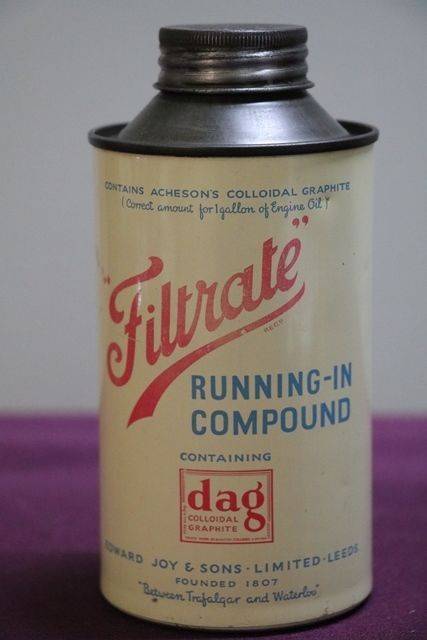 CONTAINS ACHESON'S COLLOIDAL GRAPHITE
(Correct amount for 1 gallon of Engine Oil)
"Filtrate"
REGD
RUNNING-IN
COMPOUND
CONTAINING
dag
COLLOIDAL
GRAPHITE
EDWARD JOY & SONS · LIMITED · LEEDS
FOUNDED 1807
"Between Trafalgar and Waterloo"